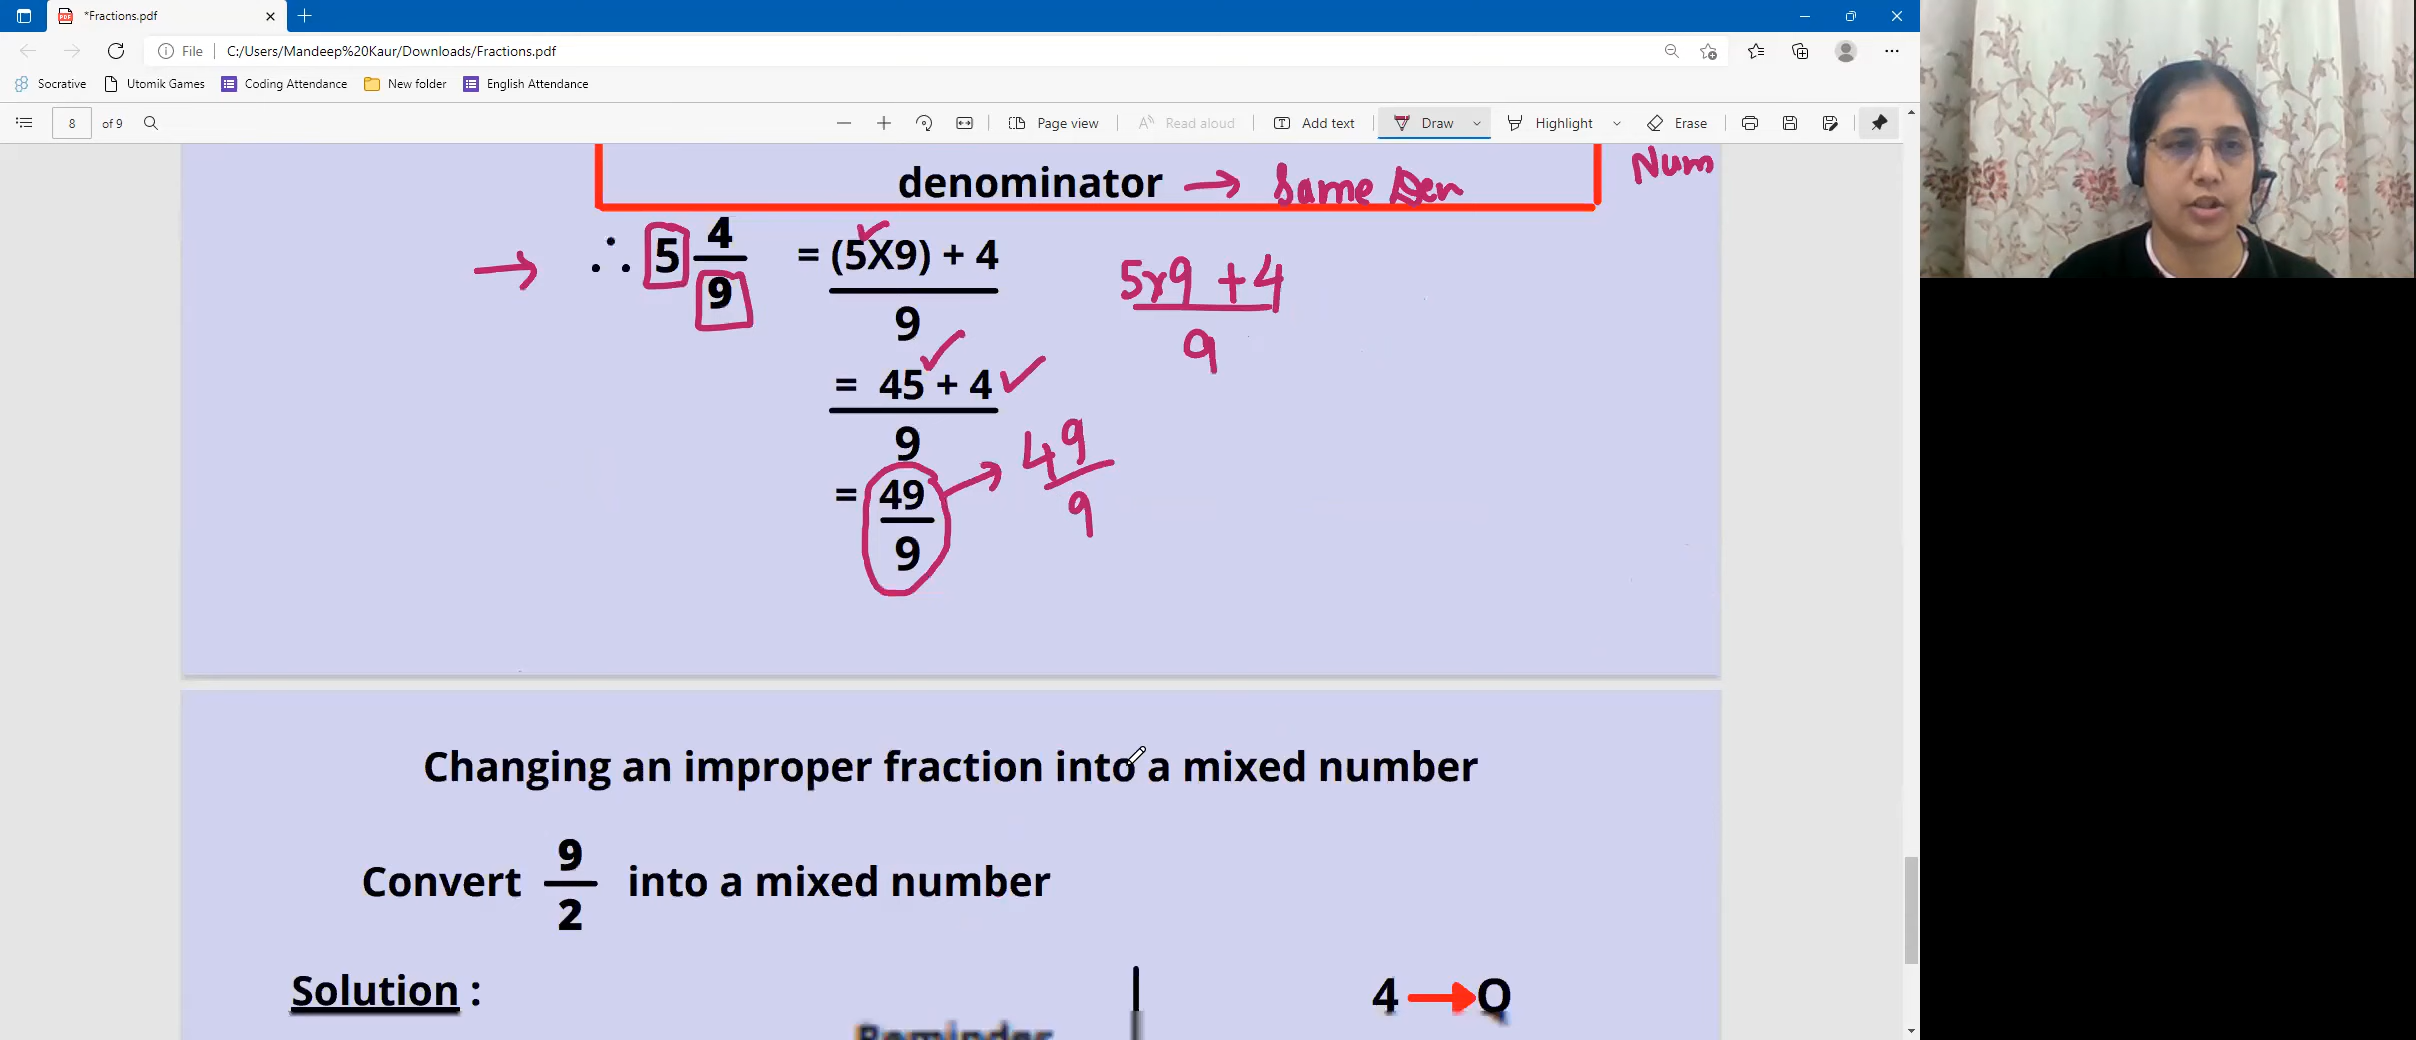 *Fractions.pdf
File C:/Users/Mandeep%20Kaur/Downloads/Fractions.pdf
Socrative Utomik Games Coding Attendance New folder English Attendance
8 of 9 Page view Read aloud Add text Draw Highlight Erase
Num
denominator → Same Den
→ ∴ 5 4/9 = (5X9) + 4 / 9
5x9 + 4 / 9
= 45 + 4 / 9
= 49/9 → 49/9
Changing an improper fraction into a mixed number
Convert 9/2 into a mixed number
Solution :
4 → Q
Reminder